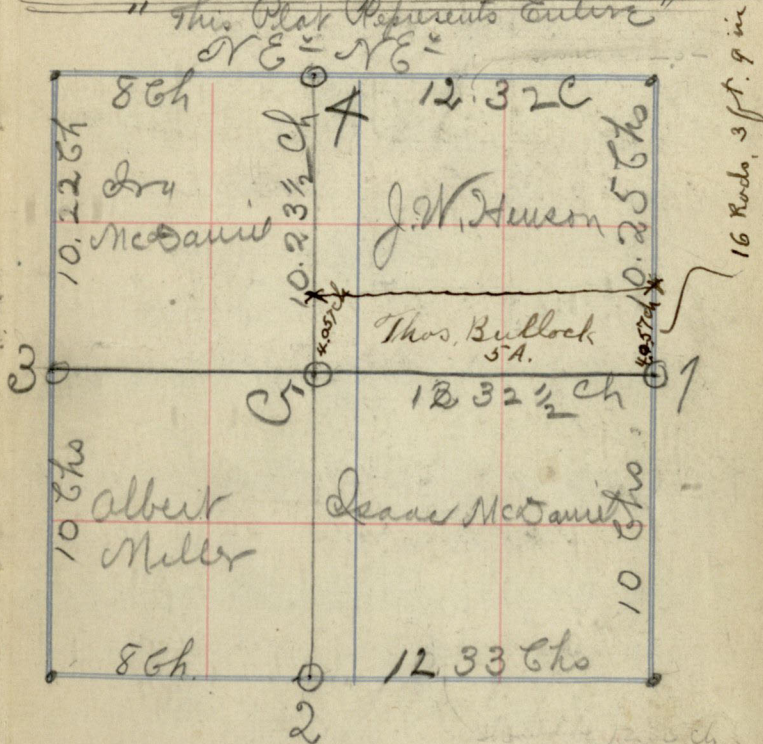 "This Plat Represents Entire"
NE¼ NE¼
8 Ch
12.32 C
4
10.22 Ch
Ira
McDaniel
10.23½ Ch
J.W. Henson
10.25 Chs
16 Rods, 3 ft. 9 in
4.057 ch
Thos. Bullock
5 A.
4.057 ch
3
5
12 32½ Ch
1
10 Chs
Albert
Miller
Isaac McDaniel
10 Chs.
8 Ch.
12 33 Chs
2